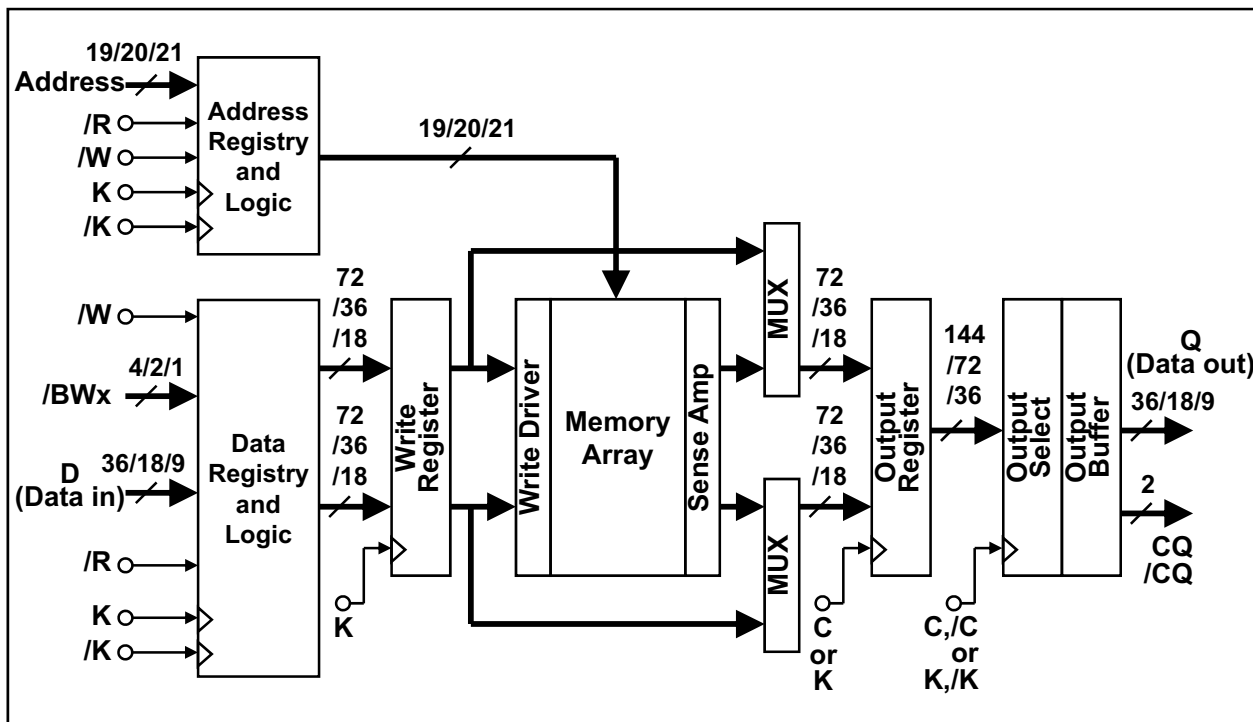 19/20/21
Address
/R
/W
K
/K
Address
Registry
and
Logic
19/20/21
/W
/BWx
4/2/1
D
(Data in)
36/18/9
/R
K
/K
Data
Registry
and
Logic
72
/36
/18
72
/36
/18
Write
Register
K
Write Driver
Memory
Array
Sense Amp
MUX
MUX
72
/36
/18
72
/36
/18
Output
Register
C
or
K
144
/72
/36
Output
Select
C,/C
or
K,/K
Output
Buffer
Q
(Data out)
36/18/9
2
CQ
/CQ